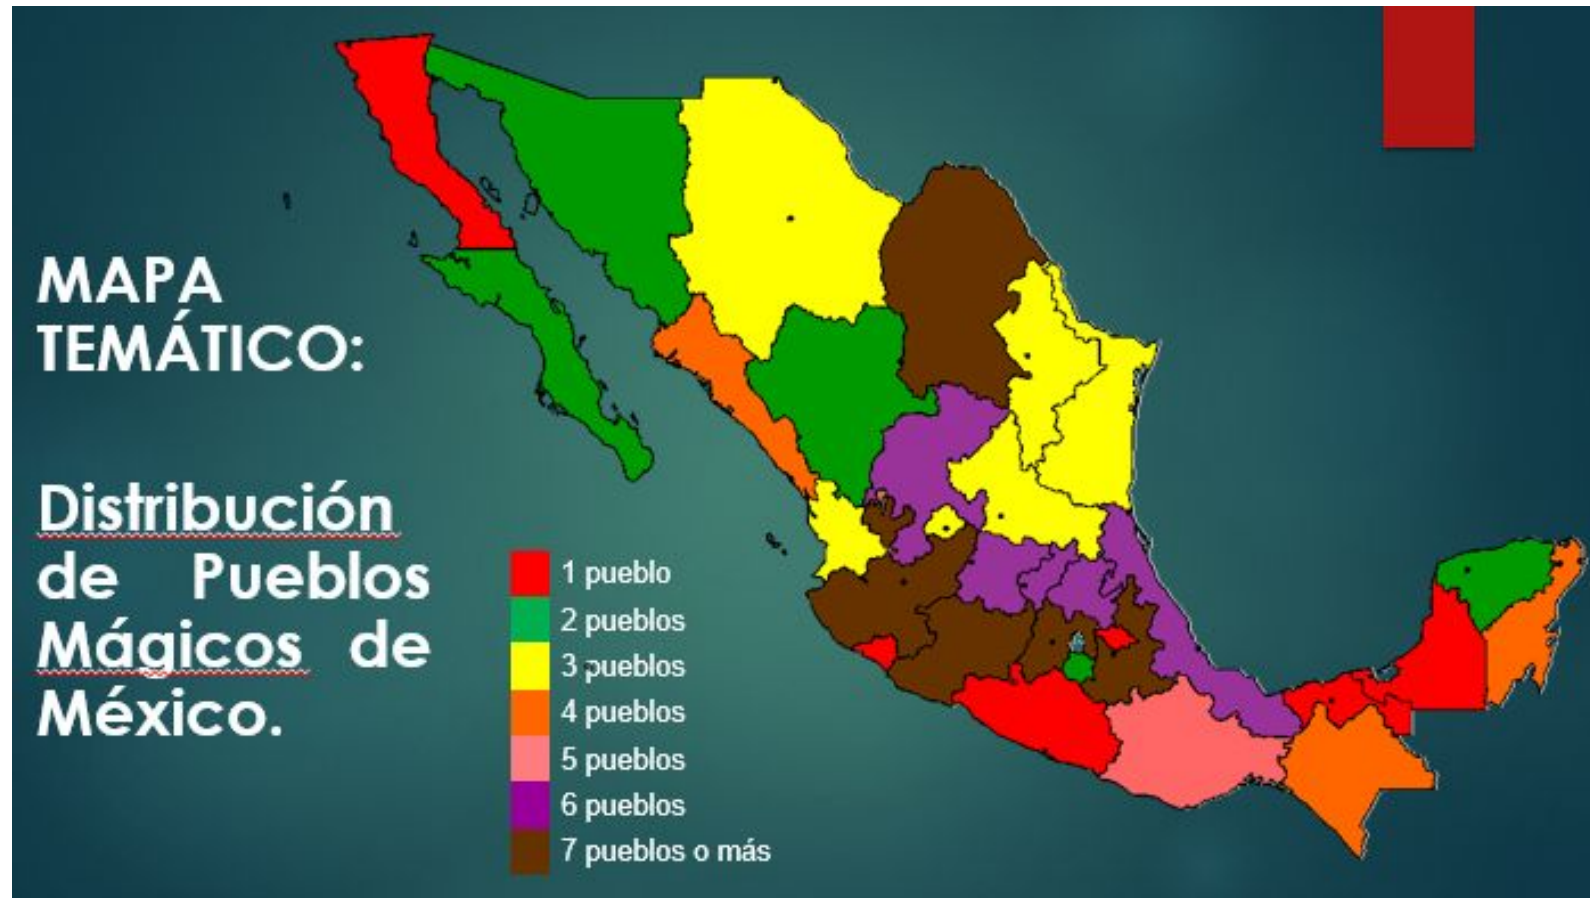 MAPA
TEMÁTICO:
Distribución
de Pueblos
Mágicos de
México.
1 pueblo
2 pueblos
3 pueblos
4 pueblos
5 pueblos
6 pueblos
7 pueblos o más